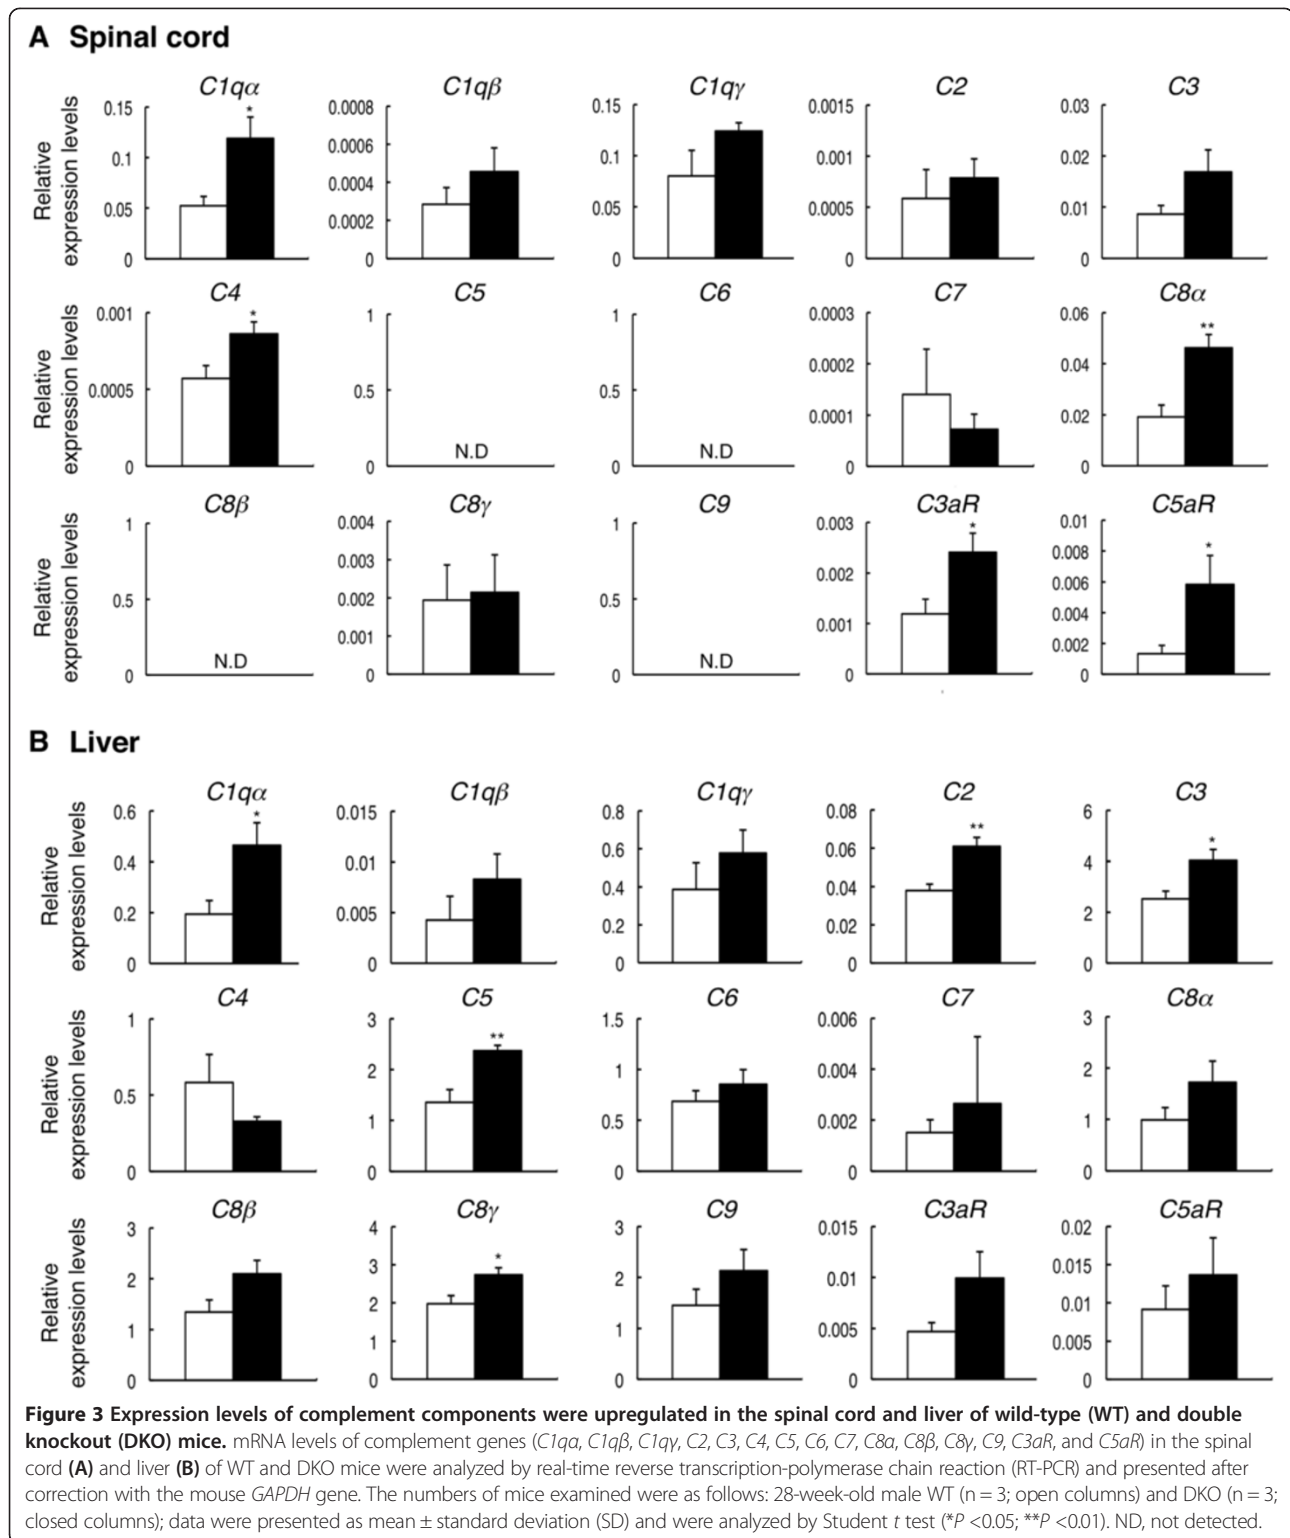 A Spinal cord
C1qα C1qβ C1qγ C2 C3
Relative expression levels
0.15 0.1 0.05 0 *
0.0008 0.0006 0.0004 0.0002 0
0.15 0.1 0.05 0
0.0015 0.001 0.0005 0
0.03 0.02 0.01 0
C4 C5 C6 C7 C8α
Relative expression levels
0.001 0.0005 0 *
1 0.5 0 N.D
1 0.5 0 N.D
0.0003 0.0002 0.0001 0
0.06 0.04 0.02 0 **
C8β C8γ C9 C3aR C5aR
Relative expression levels
1 0.5 0 N.D
0.004 0.003 0.002 0.001 0
1 0.5 0 N.D
0.003 0.002 0.001 0 *
0.01 0.008 0.006 0.004 0.002 0 *
B Liver
C1qα C1qβ C1qγ C2 C3
Relative expression levels
0.6 0.4 0.2 0 *
0.015 0.01 0.005 0
0.8 0.6 0.4 0.2 0
0.08 0.06 0.04 0.02 0 **
6 4 2 0 *
C4 C5 C6 C7 C8α
Relative expression levels
1 0.5 0
3 2 1 0 **
1.5 1 0.5 0
0.006 0.004 0.002 0
3 2 1 0
C8β C8γ C9 C3aR C5aR
Relative expression levels
3 2 1 0
4 3 2 1 0 *
3 2 1 0
0.015 0.01 0.005 0
0.02 0.015 0.01 0.005 0
Figure 3 Expression levels of complement components were upregulated in the spinal cord and liver of wild-type (WT) and double
knockout (DKO) mice. mRNA levels of complement genes (C1qα, C1qβ, C1qγ, C2, C3, C4, C5, C6, C7, C8α, C8β, C8γ, C9, C3aR, and C5aR) in the spinal
cord (A) and liver (B) of WT and DKO mice were analyzed by real-time reverse transcription-polymerase chain reaction (RT-PCR) and presented after
correction with the mouse GAPDH gene. The numbers of mice examined were as follows: 28-week-old male WT (n = 3; open columns) and DKO (n = 3;
closed columns); data were presented as mean ± standard deviation (SD) and were analyzed by Student t test (*P <0.05; **P <0.01). ND, not detected.